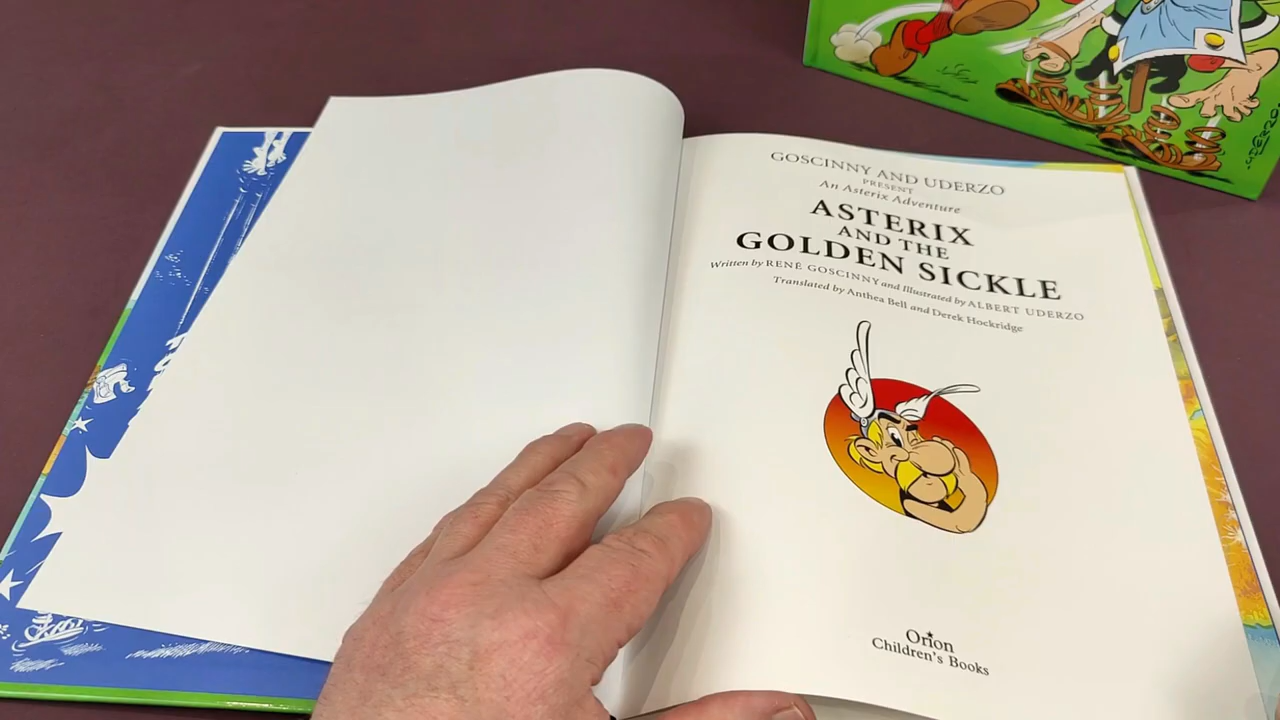 GOSCINNY AND UDERZO
PRESENT
An Asterix Adventure
ASTERIX
AND THE
GOLDEN SICKLE
Written by RENÉ GOSCINNY and Illustrated by ALBERT UDERZO
Translated by Anthea Bell and Derek Hockridge
Orion
Children's Books
UDERZO